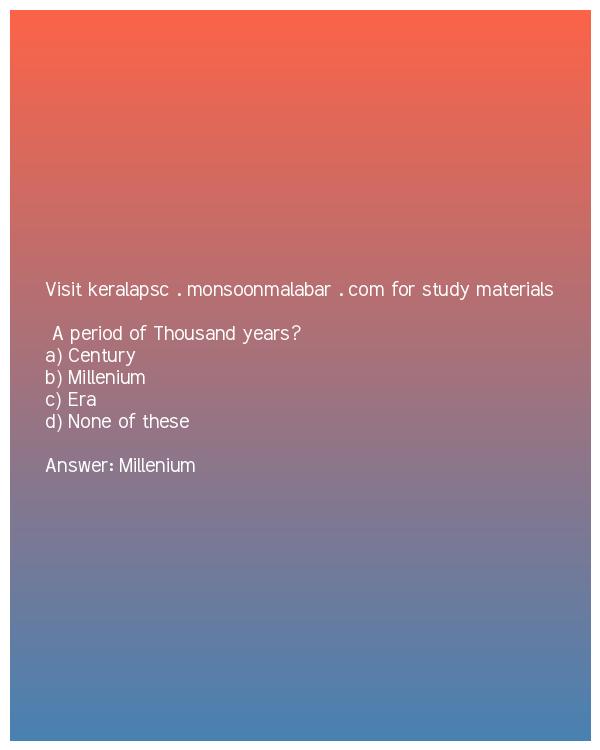 Visit keralapsc . monsoonmalabar . com for study materials
A period of Thousand years?
a) Century
b) Millenium
c) Era
d) None of these
Answer: Millenium